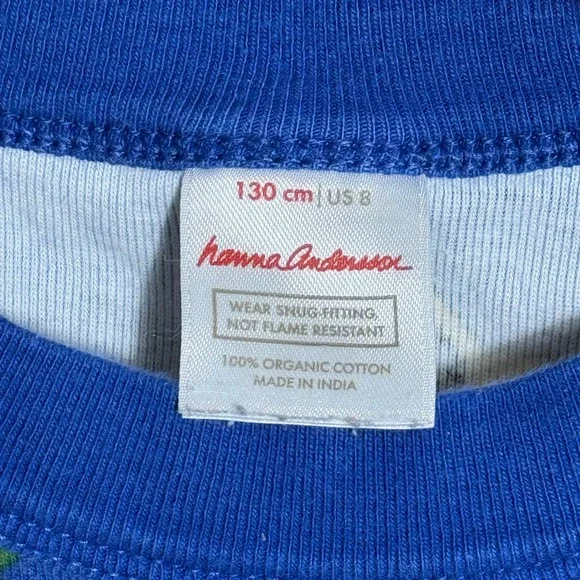 130 cm | US 8
hanna andersson
WEAR SNUG-FITTING,
NOT FLAME RESISTANT
100% ORGANIC COTTON
MADE IN INDIA